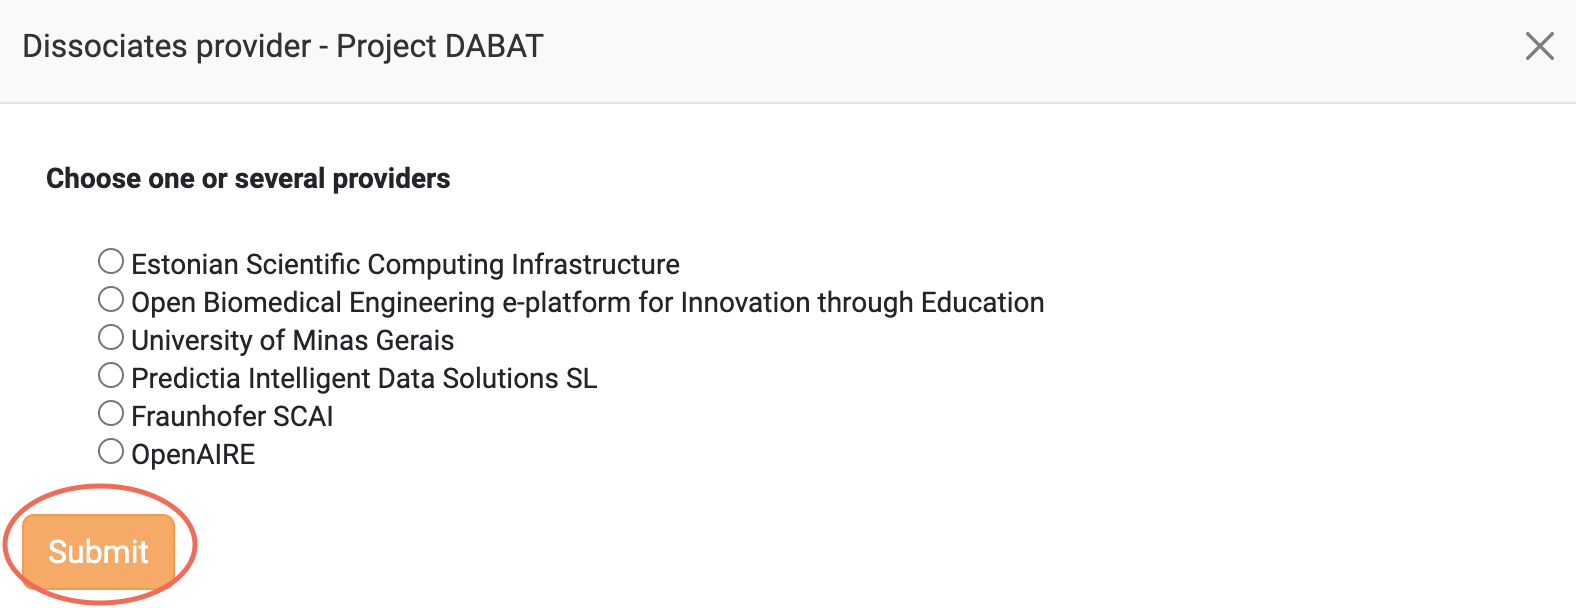 Dissociates provider - Project DABAT
Choose one or several providers
Estonian Scientific Computing Infrastructure
Open Biomedical Engineering e-platform for Innovation through Education
University of Minas Gerais
Predictia Intelligent Data Solutions SL
Fraunhofer SCAI
OpenAIRE
Submit